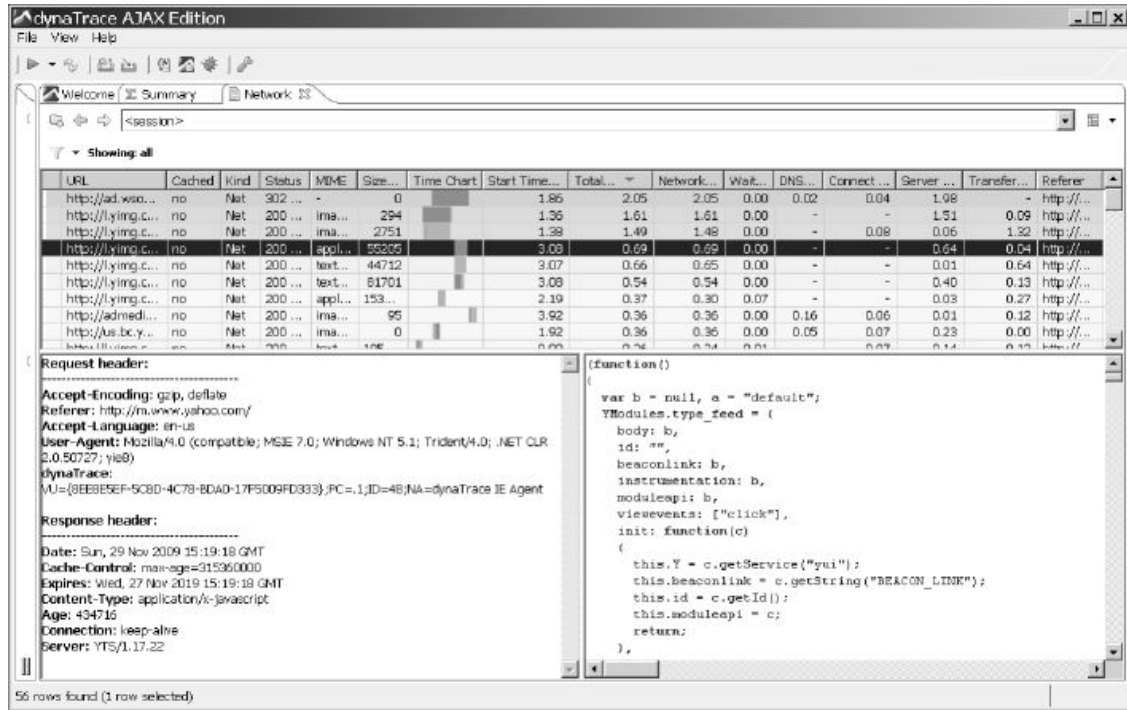 dynaTrace AJAX Edition
File View Help
Welcome Summary Network
<session>
Showing: all
URL Cached Kind Status MIME Size... Time Chart Start Time... Total... Network... Wait... DNS... Connect ... Server ... Transfer... Referer
http://ad.wso... no Net 302 ... - 0 1.86 2.05 2.05 0.00 0.02 0.04 1.98 - http://...
http://l.yimg.c... no Net 200 ... ima... 294 1.36 1.61 1.61 0.00 - - 1.51 0.09 http://...
http://l.yimg.c... no Net 200 ... ima... 2751 1.38 1.49 1.48 0.00 - 0.08 0.06 1.32 http://...
http://l.yimg.c... no Net 200 ... appl... 55205 3.08 0.69 0.69 0.00 - - 0.64 0.04 http://...
http://l.yimg.c... no Net 200 ... text... 44712 3.07 0.66 0.65 0.00 - - 0.01 0.64 http://...
http://l.yimg.c... no Net 200 ... text... 81701 3.08 0.54 0.54 0.00 - - 0.40 0.13 http://...
http://l.yimg.c... no Net 200 ... appl... 153... 2.19 0.37 0.30 0.07 - - 0.03 0.27 http://...
http://admedi... no Net 200 ... ima... 95 3.92 0.36 0.36 0.00 0.16 0.06 0.01 0.12 http://...
http://us.bc.y... no Net 200 ... ima... 0 1.92 0.36 0.36 0.00 0.05 0.07 0.23 0.00 http://...
Request header:
Accept-Encoding: gzip, deflate
Referer: http://m.www.yahoo.com/
Accept-Language: en-us
User-Agent: Mozilla/4.0 (compatible; MSIE 7.0; Windows NT 5.1; Trident/4.0; .NET CLR
2.0.50727; yie8)
dynaTrace:
VU={8EE8E5EF-5C8D-4C78-BDA0-17F5009FD333};PC=.1;ID=48;NA=dynaTrace IE Agent
Response header:
Date: Sun, 29 Nov 2009 15:19:18 GMT
Cache-Control: max-age=315360000
Expires: Wed, 27 Nov 2019 15:19:18 GMT
Content-Type: application/x-javascript
Age: 434716
Connection: keep-alive
Server: YTS/1.17.22
(function()
{
var b = null, a = "default";
YModules.type_feed = {
body: b,
id: "",
beaconlink: b,
instrumentation: b,
moduleapi: b,
viewevents: ["click"],
init: function(c)
{
this.Y = c.getService("yui");
this.beaconlink = c.getString("BEACON_LINK");
this.id = c.getId();
this.moduleapi = c;
return;
},
56 rows found (1 row selected)